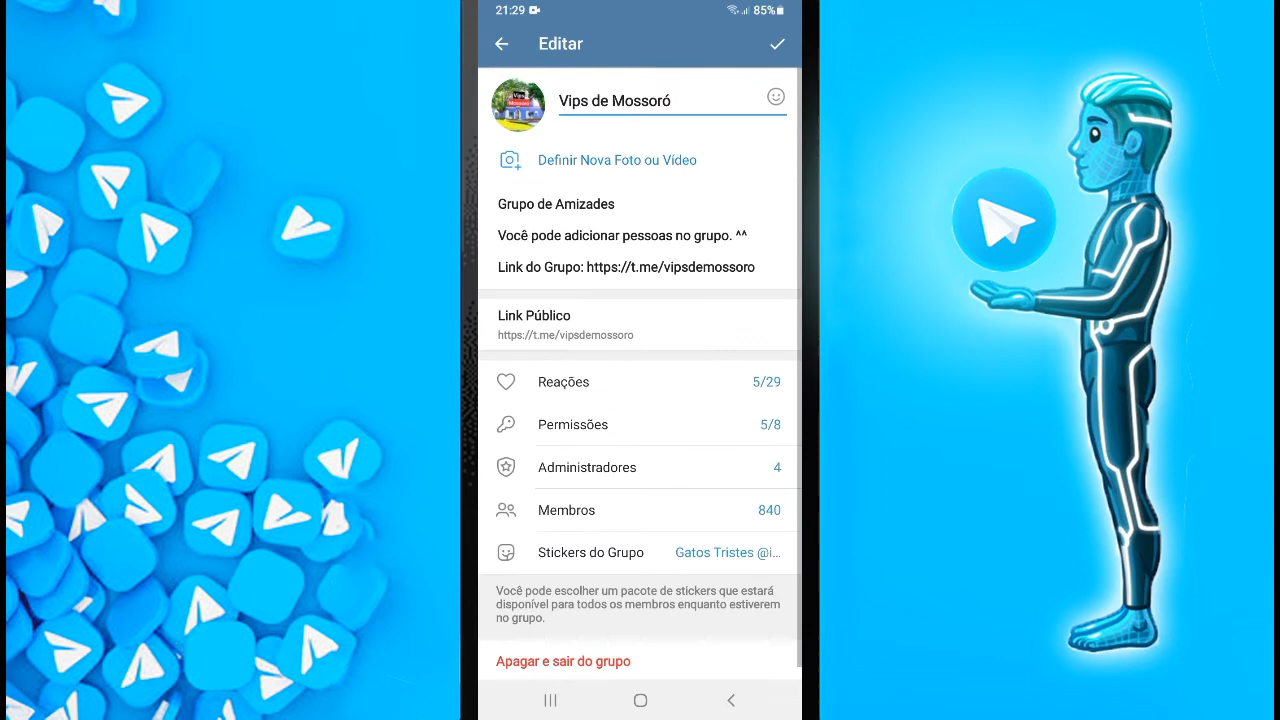 21:29
85%
Editar
Vips de Mossoró
Vips
Mossoró
Definir Nova Foto ou Vídeo
Grupo de Amizades
Você pode adicionar pessoas no grupo. ^^
Link do Grupo: https://t.me/vipsdemossoro
Link Público
https://t.me/vipsdemossoro
Reações 5/29
Permissões 5/8
Administradores 4
Membros 840
Stickers do Grupo Gatos Tristes @i...
Você pode escolher um pacote de stickers que estará
disponível para todos os membros enquanto estiverem
no grupo.
Apagar e sair do grupo